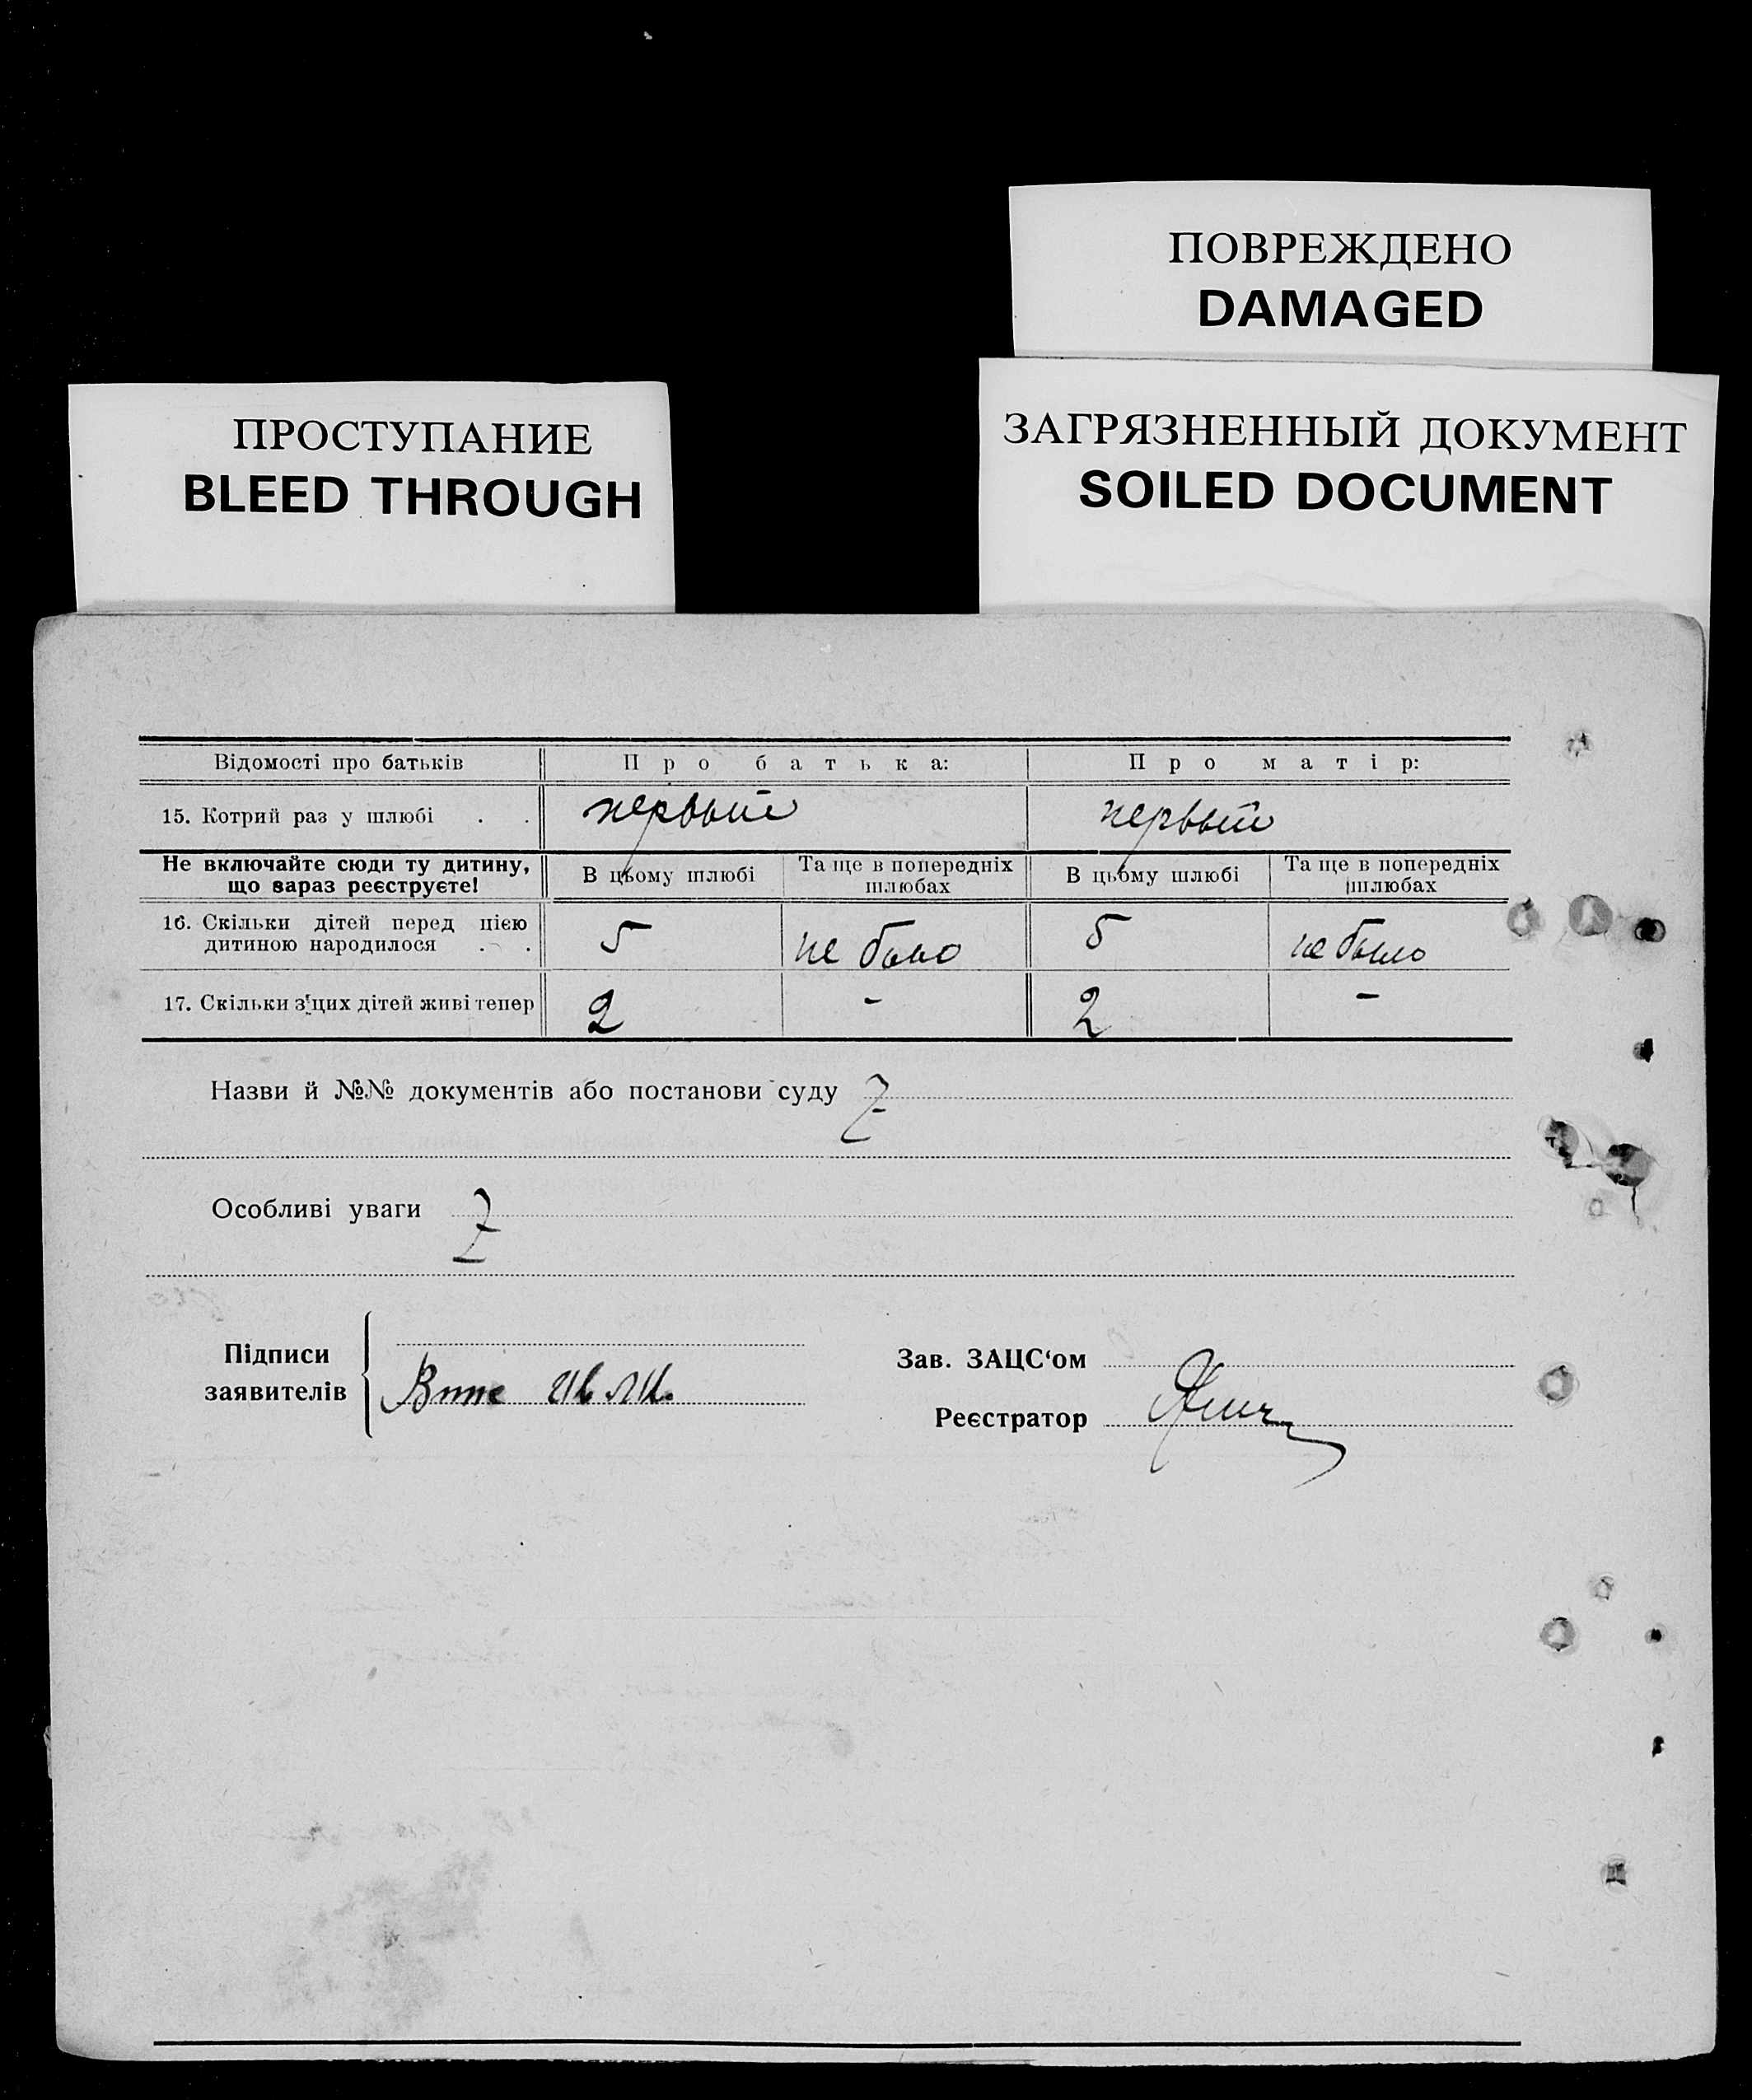 ПОВРЕЖДЕНО
DAMAGED
ПРОСТУПАНИЕ
BLEED THROUGH
ЗАГРЯЗНЕННЫЙ ДОКУМЕНТ
SOILED DOCUMENT
Відомості про батьків Про батька: Про матір:
15. Котрий раз у шлюбі . . первый первый
Не включайте сюди ту дитину, що зараз реєструєте! В цьому шлюбі Та ще в попередніх шлюбах В цьому шлюбі Та ще в попередніх шлюбах
16. Скільки дітей перед цією
дитиною народилося . . 5 не было 5 не было
17. Скільки з цих дітей живі тепер 2 - 2 -
Назви й №№ документів або постанови суду
Особливі уваги
Підписи
заявителів
Зав. ЗАЦС‘ом
Реєстратор